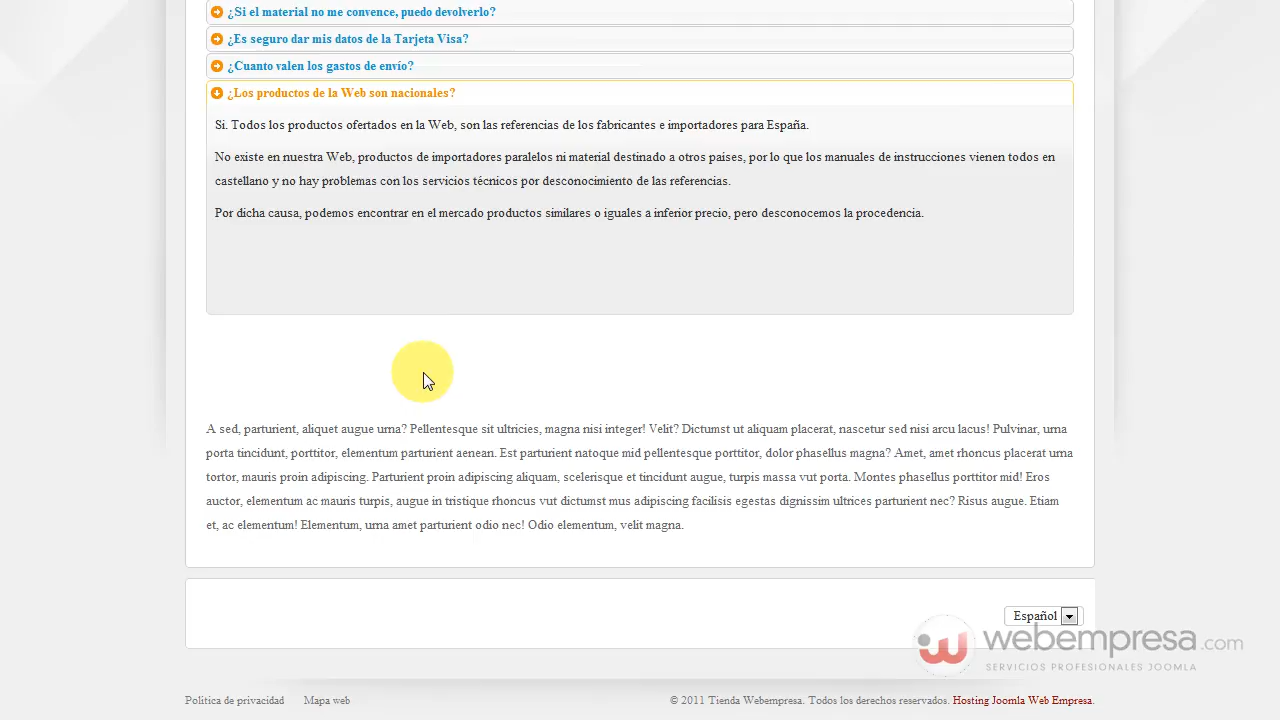 ¿Si el material no me convence, puedo devolverlo?
¿Es seguro dar mis datos de la Tarjeta Visa?
¿Cuanto valen los gastos de envío?
¿Los productos de la Web son nacionales?
Si. Todos los productos ofertados en la Web, son las referencias de los fabricantes e importadores para España.
No existe en nuestra Web, productos de importadores paralelos ni material destinado a otros paises, por lo que los manuales de instrucciones vienen todos en
castellano y no hay problemas con los servicios técnicos por desconocimiento de las referencias.
Por dicha causa, podemos encontrar en el mercado productos similares o iguales a inferior precio, pero desconocemos la procedencia.
A sed, parturient, aliquet augue urna? Pellentesque sit ultricies, magna nisi integer! Velit? Dictumst ut aliquam placerat, nascetur sed nisi arcu lacus! Pulvinar, urna
porta tincidunt, porttitor, elementum parturient aenean. Est parturient natoque mid pellentesque porttitor, dolor phasellus magna? Amet, amet rhoncus placerat urna
tortor, mauris proin adipiscing. Parturient proin adipiscing aliquam, scelerisque et tincidunt augue, turpis massa vut porta. Montes phasellus porttitor mid! Eros
auctor, elementum ac mauris turpis, augue in tristique rhoncus vut dictumst mus adipiscing facilisis egestas dignissim ultrices parturient nec? Risus augue. Etiam
et, ac elementum! Elementum, urna amet parturient odio nec! Odio elementum, velit magna.
Español
webempresa.com
SERVICIOS PROFESIONALES JOOMLA
Politica de privacidad Mapa web © 2011 Tienda Webempresa. Todos los derechos reservados. Hosting Joomla Web Empresa.